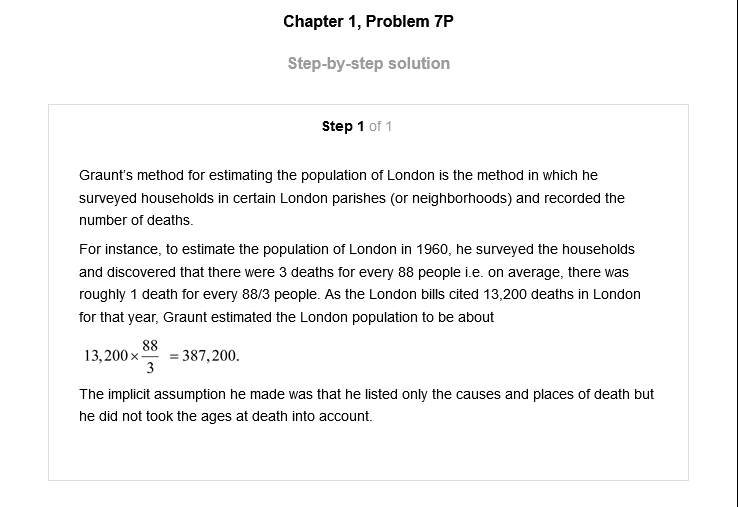 Chapter 1, Problem 7P
Step-by-step solution
Step 1 of 1
Graunt's method for estimating the population of London is the method in which he
surveyed households in certain London parishes (or neighborhoods) and recorded the
number of deaths.
For instance, to estimate the population of London in 1960, he surveyed the households
and discovered that there were 3 deaths for every 88 people i.e. on average, there was
roughly 1 death for every 88/3 people. As the London bills cited 13,200 deaths in London
for that year, Graunt estimated the London population to be about
13,200 × 88/3 = 387,200.
The implicit assumption he made was that he listed only the causes and places of death but
he did not took the ages at death into account.